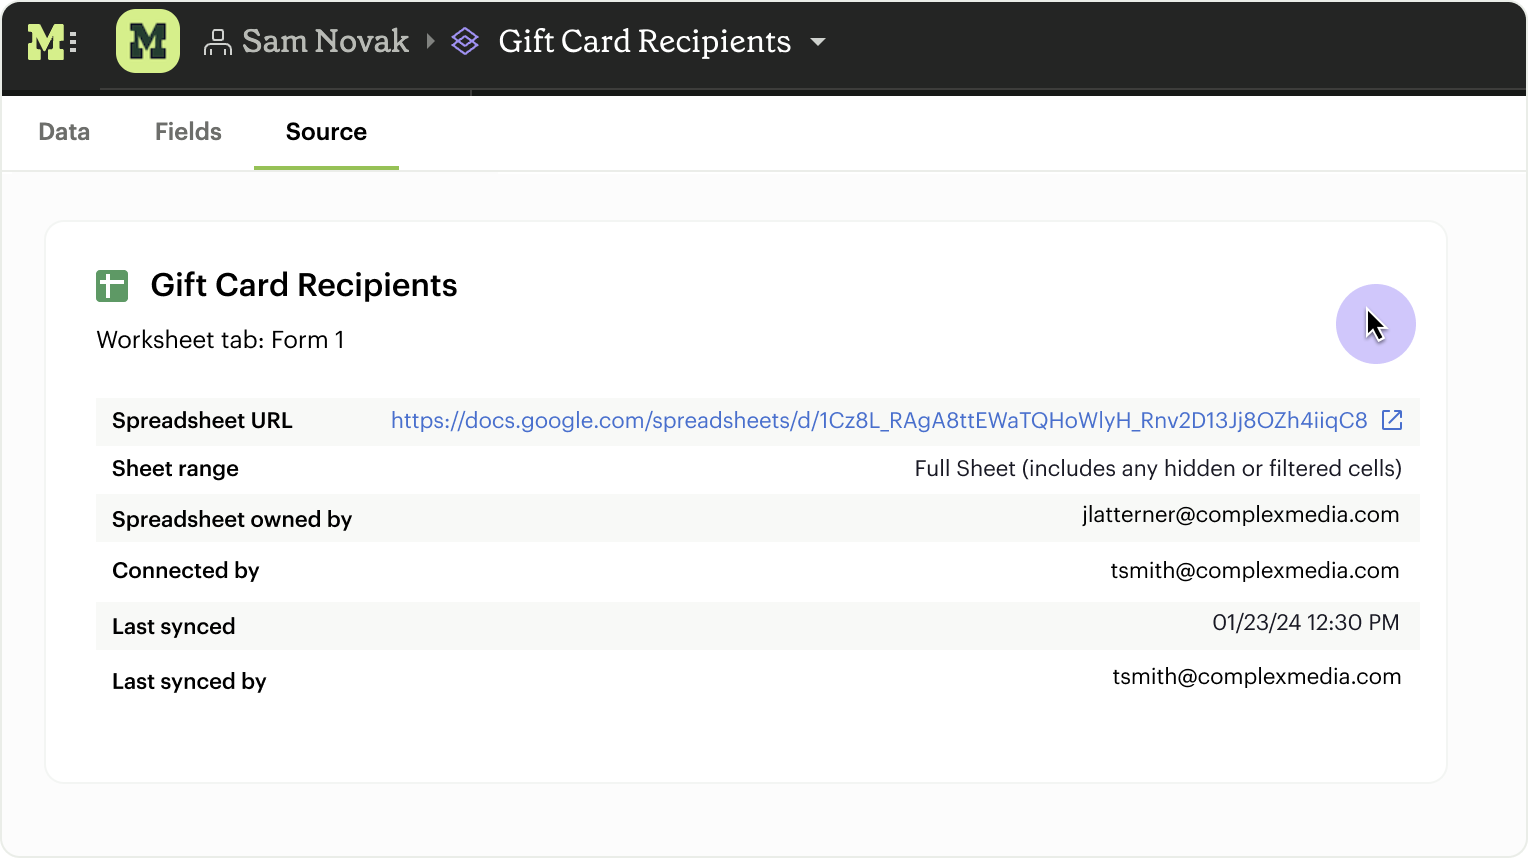 M M Sam Novak Gift Card Recipients
Data Fields Source
Gift Card Recipients
Worksheet tab: Form 1
Spreadsheet URL https://docs.google.com/spreadsheets/d/1Cz8L_RAgA8ttEWaTQHoWlyH_Rnv2D13Jj8OZh4iiqC8
Sheet range Full Sheet (includes any hidden or filtered cells)
Spreadsheet owned by jlatterner@complexmedia.com
Connected by tsmith@complexmedia.com
Last synced 01/23/24 12:30 PM
Last synced by tsmith@complexmedia.com